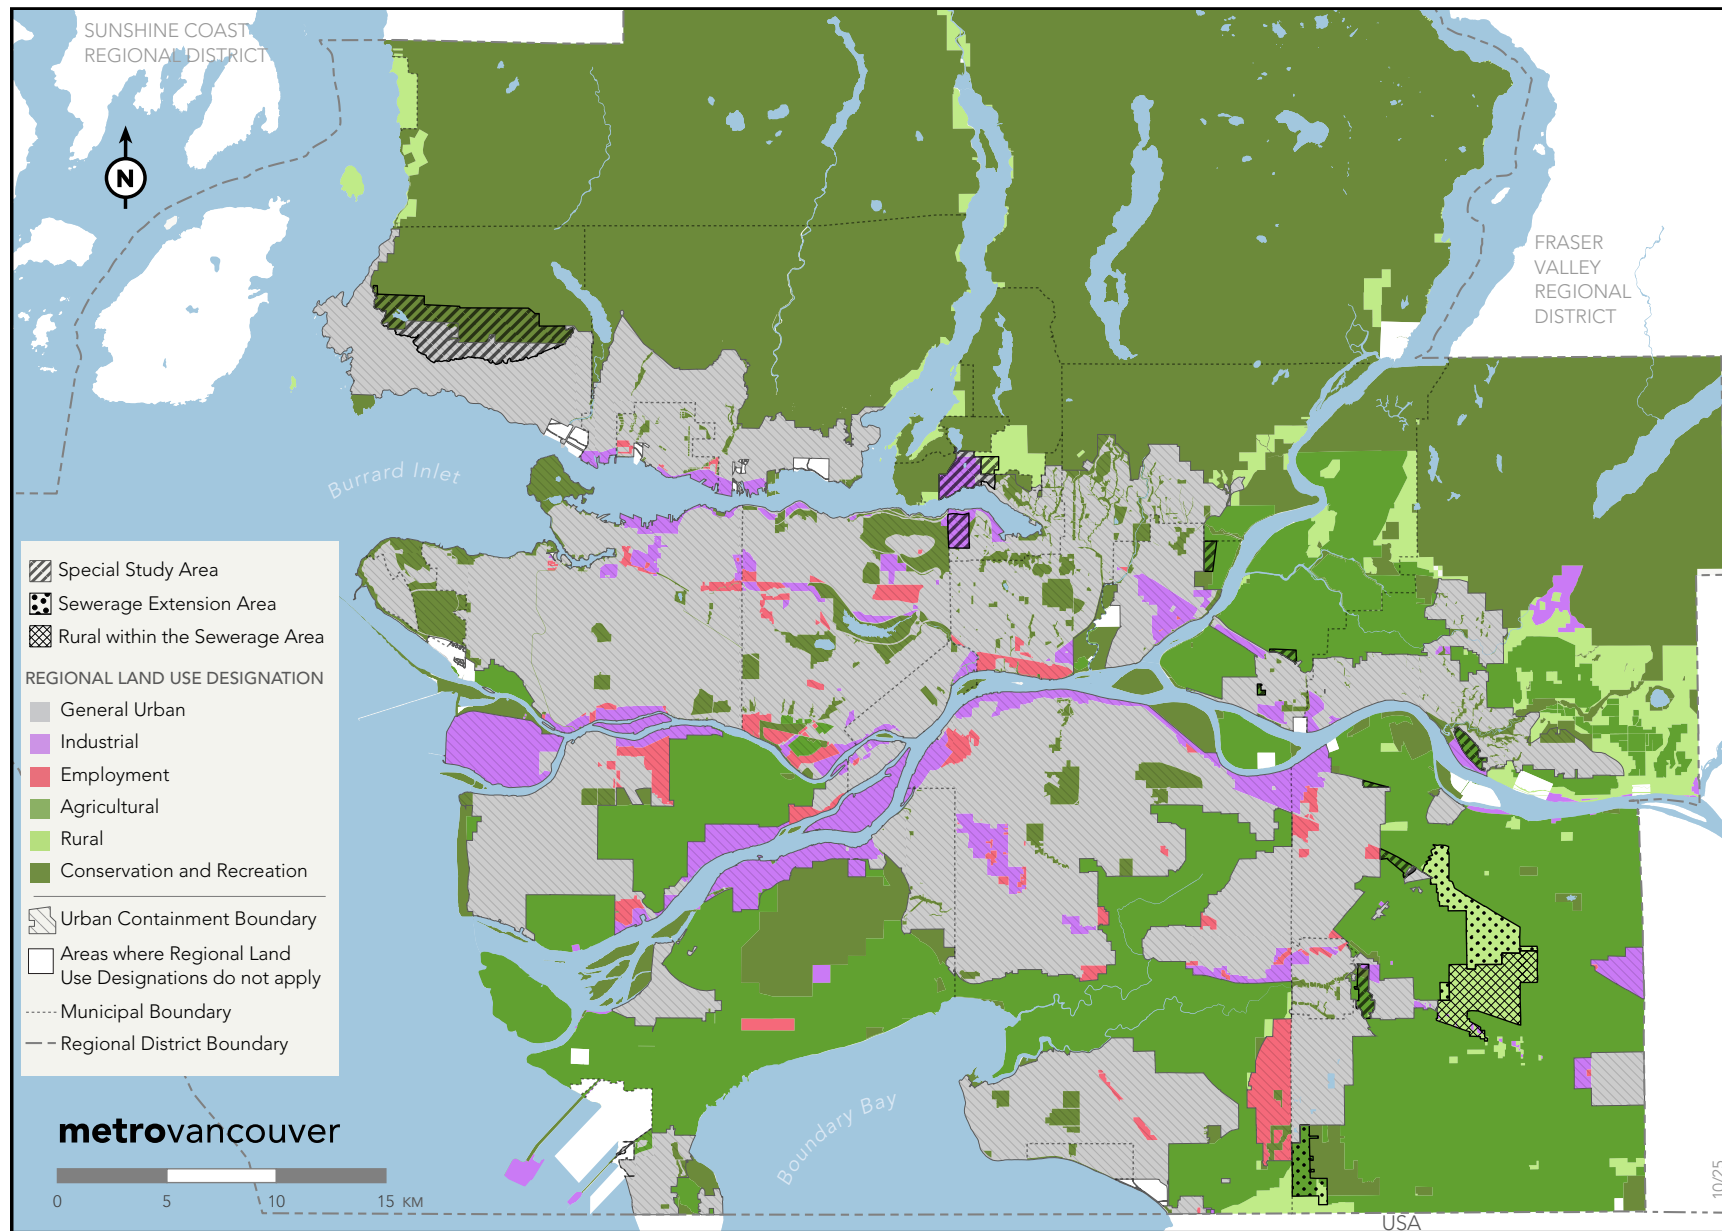 SUNSHINE COAST
REGIONAL DISTRICT
N
FRASER
VALLEY
REGIONAL
DISTRICT
Burrard Inlet
Special Study Area
Sewerage Extension Area
Rural within the Sewerage Area
REGIONAL LAND USE DESIGNATION
General Urban
Industrial
Employment
Agricultural
Rural
Conservation and Recreation
Urban Containment Boundary
Areas where Regional Land
Use Designations do not apply
Municipal Boundary
Regional District Boundary
metrovancouver
0 5 10 15 KM
Boundary Bay
10/25
USA